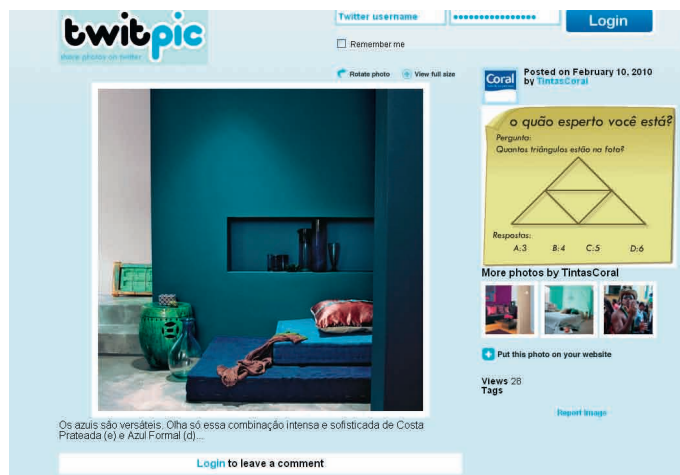 twitpic
share photos on twitter
Twitter username
Login
Remember me
Rotate photo
View full size
Coral
Posted on February 10, 2010
by TintasCoral
o quão esperto você está?
Pergunta:
Quantos triângulos estão na foto?
Respostas:
A:3 B:4 C:5 D:6
More photos by TintasCoral
Put this photo on your website
Views 28
Tags
Report image
Os azuis são versáteis. Olha só essa combinação intensa e sofisticada de Costa
Prateada (e) e Azul Formal (d)...
Login to leave a comment